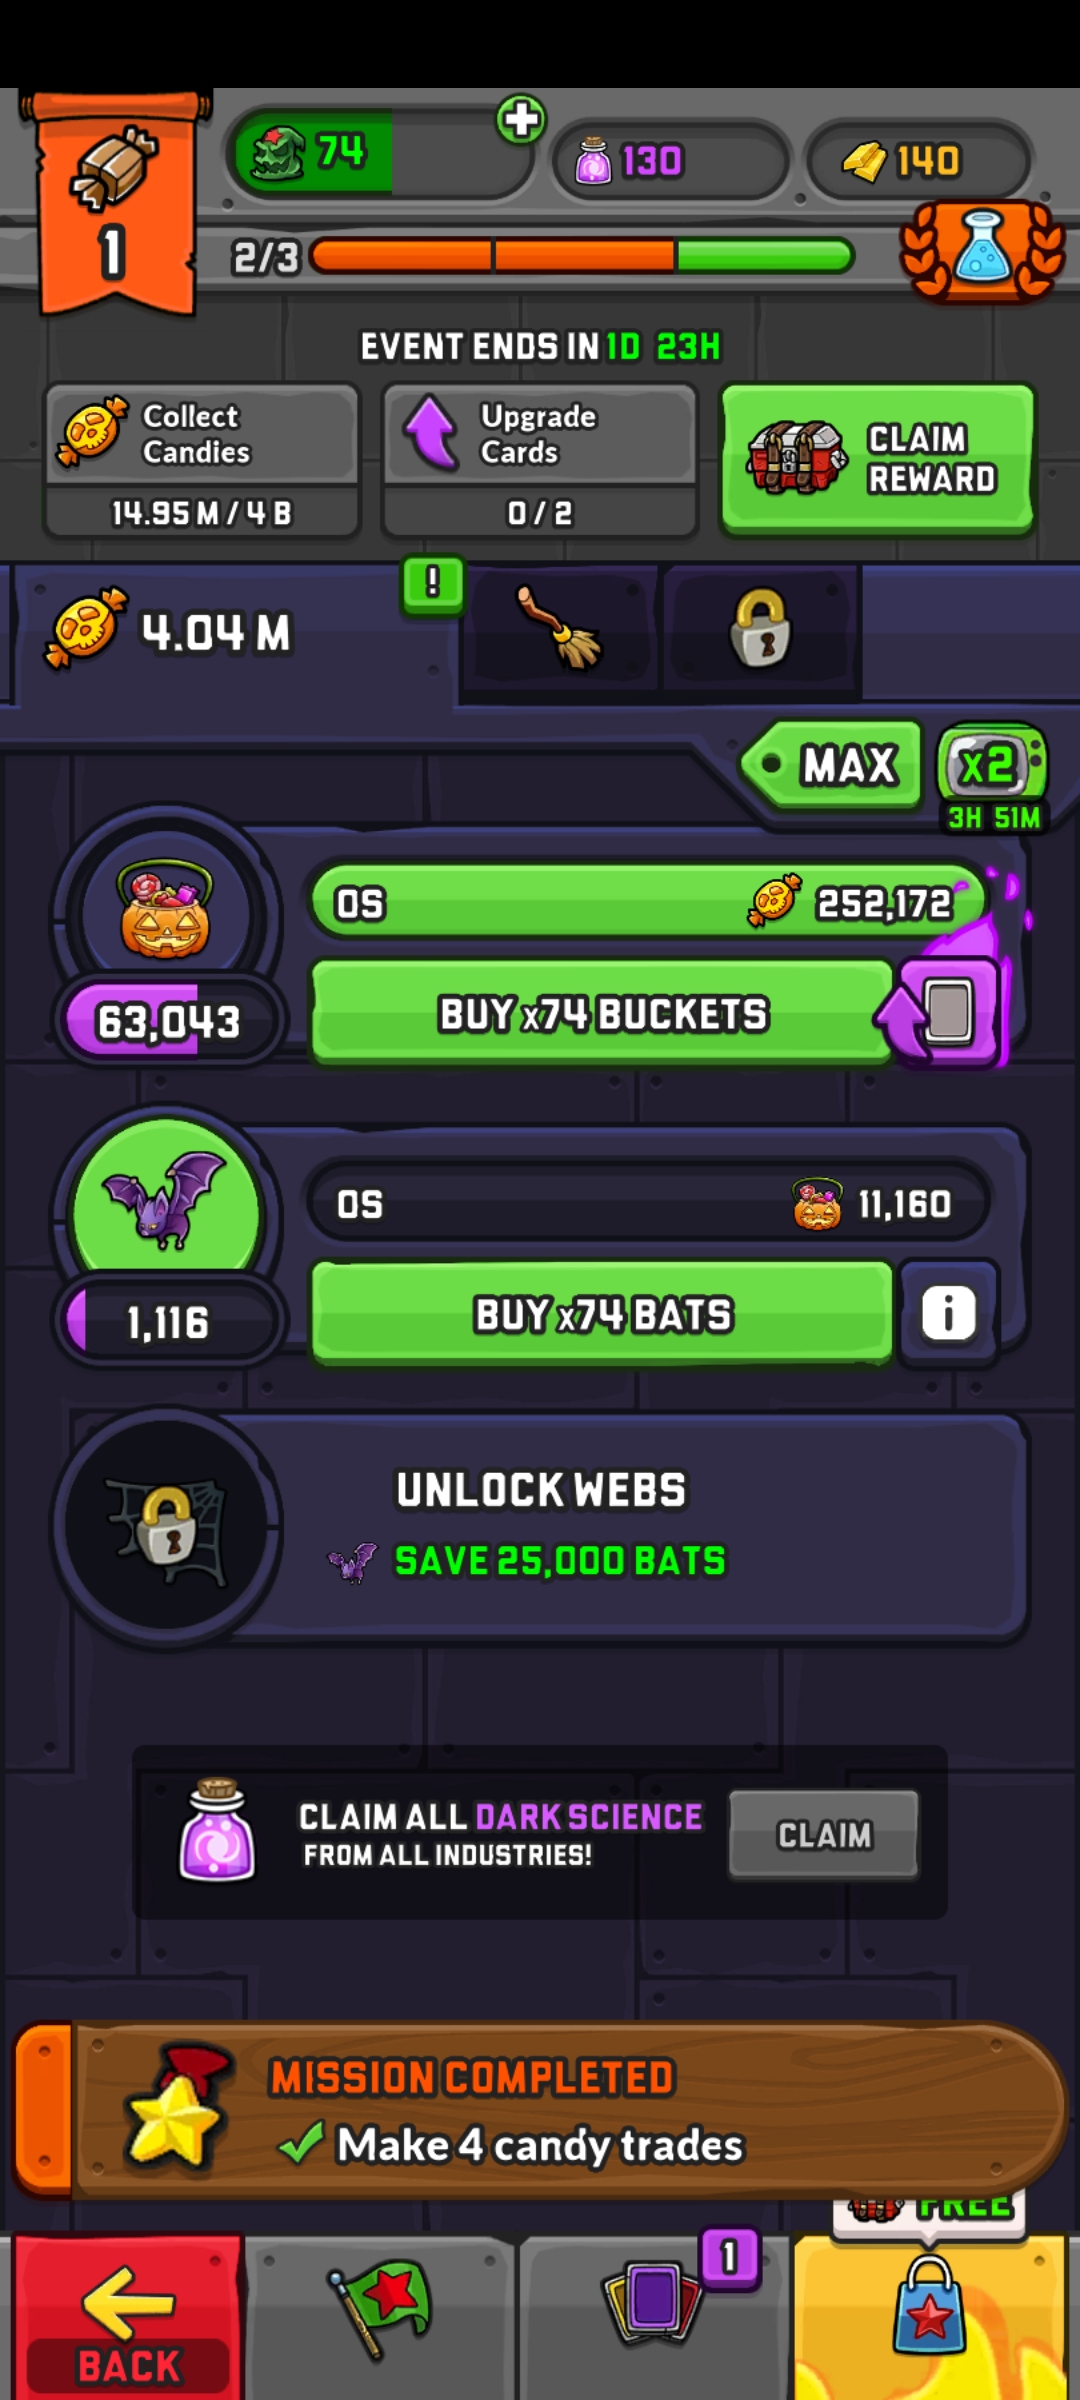 1
74
130
140
2/3
EVENT ENDS IN 1D 23H
Collect
Candies
14.95 M / 4 B
Upgrade
Cards
0 / 2
CLAIM
REWARD
4.04 M
!
MAX
x2
3H 51M
0S
252,172
63,043
BUY x74 BUCKETS
0S
11,160
1,116
BUY x74 BATS
i
UNLOCK WEBS
SAVE 25,000 BATS
CLAIM ALL DARK SCIENCE
FROM ALL INDUSTRIES!
CLAIM
MISSION COMPLETED
Make 4 candy trades
FREE
1
BACK